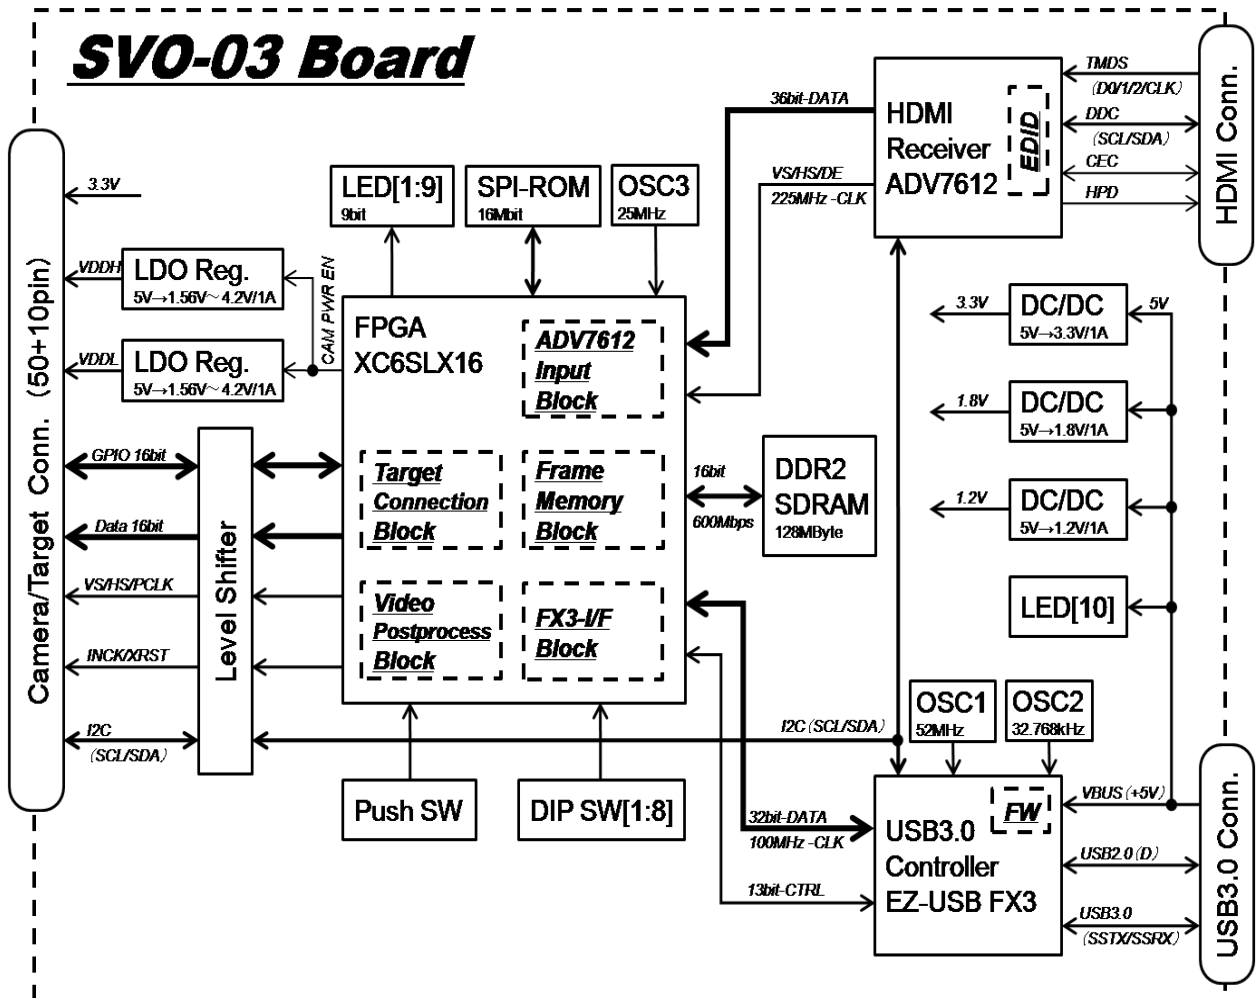 SVO-03 Board
HDMI Conn.
TMDS
(D0/1/2/CLK)
DDC
(SCL/SDA)
CEC
HPD
HDMI
Receiver
ADV7612
EDID
36bit-DATA
VS/HS/DE
225MHz-CLK
Camera/Target Conn. (50+10pin)
3.3V
VDDH
VDDL
LDO Reg.
5V→1.56V～4.2V/1A
LDO Reg.
5V→1.56V～4.2V/1A
CAM PWR EN
LED[1:9]
9bit
SPI-ROM
16Mbit
OSC3
25MHz
FPGA
XC6SLX16
ADV7612
Input
Block
Target
Connection
Block
Frame
Memory
Block
Video
Postprocess
Block
FX3-I/F
Block
16bit
600Mbps
DDR2
SDRAM
128MByte
3.3V
DC/DC
5V→3.3V/1A
5V
1.8V
DC/DC
5V→1.8V/1A
1.2V
DC/DC
5V→1.2V/1A
LED[10]
GPIO 16bit
Data 16bit
VS/HS/PCLK
INCK/XRST
I2C
(SCL/SDA)
Level Shifter
I2C (SCL/SDA)
Push SW
DIP SW[1:8]
OSC1
52MHz
OSC2
32.768kHz
32bit-DATA
100MHz-CLK
13bit-CTRL
USB3.0
Controller
EZ-USB FX3
FW
VBUS (+5V)
USB2.0 (D)
USB3.0
(SSTX/SSRX)
USB3.0 Conn.